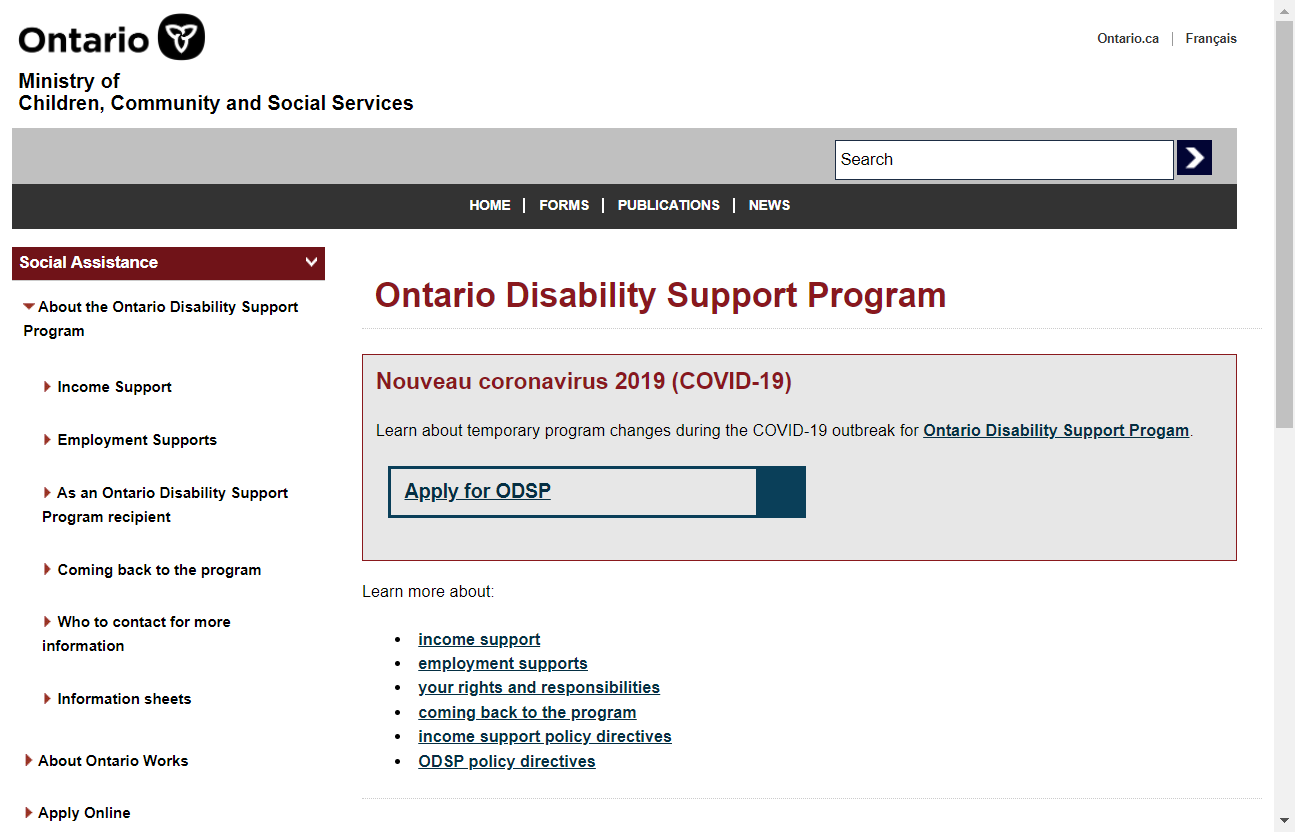 Ontario
Ontario.ca | Français
Ministry of
Children, Community and Social Services
Search
HOME | FORMS | PUBLICATIONS | NEWS
Social Assistance
About the Ontario Disability Support
Program
Income Support
Employment Supports
As an Ontario Disability Support
Program recipient
Coming back to the program
Who to contact for more
information
Information sheets
About Ontario Works
Apply Online
Ontario Disability Support Program
Nouveau coronavirus 2019 (COVID-19)
Learn about temporary program changes during the COVID-19 outbreak for Ontario Disability Support Progam.
Apply for ODSP
Learn more about:
• income support
• employment supports
• your rights and responsibilities
• coming back to the program
• income support policy directives
• ODSP policy directives